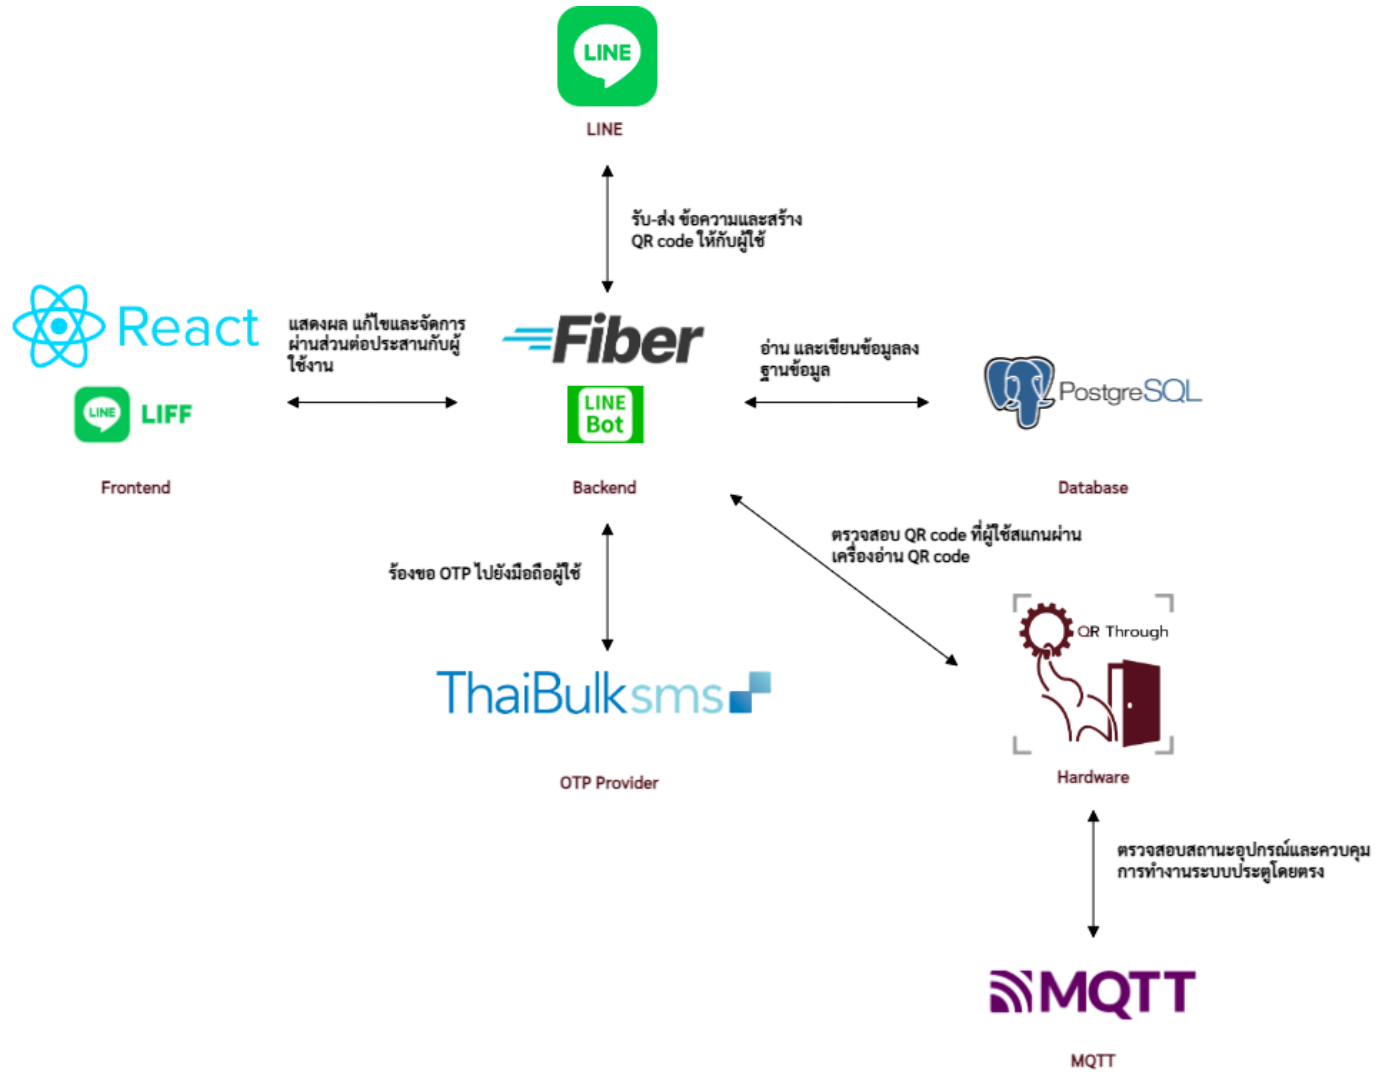 LINE
LINE
รับ-ส่ง ข้อความและสร้าง
QR code ให้กับผู้ใช้
React
แสดงผล แก้ไขและจัดการ
ผ่านส่วนต่อประสานกับผู้
ใช้งาน
Fiber
อ่าน และเขียนข้อมูลลง
ฐานข้อมูล
PostgreSQL
LINE
LIFF
LINE
Bot
Frontend
Backend
Database
ตรวจสอบ QR code ที่ผู้ใช้สแกนผ่าน
เครื่องอ่าน QR code
ร้องขอ OTP ไปยังมือถือผู้ใช้
QR Through
ThaiBulksms
OTP Provider
Hardware
ตรวจสอบสถานะอุปกรณ์และควบคุม
การทำงานระบบประตูโดยตรง
MQTT
MQTT